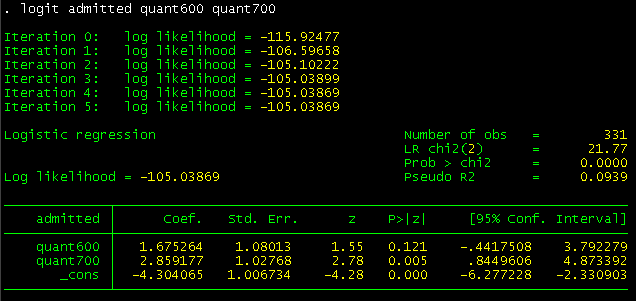 . logit admitted quant600 quant700
Iteration 0: log likelihood = -115.92477
Iteration 1: log likelihood = -106.59658
Iteration 2: log likelihood = -105.10222
Iteration 3: log likelihood = -105.03899
Iteration 4: log likelihood = -105.03869
Iteration 5: log likelihood = -105.03869
Logistic regression Number of obs = 331
LR chi2(2) = 21.77
Prob > chi2 = 0.0000
Log likelihood = -105.03869 Pseudo R2 = 0.0939
admitted Coef. Std. Err. z P>|z| [95% Conf. Interval]
quant600 1.675264 1.08013 1.55 0.121 -.4417508 3.792279
quant700 2.859177 1.02768 2.78 0.005 .8449606 4.873392
_cons -4.304065 1.006734 -4.28 0.000 -6.277228 -2.330903